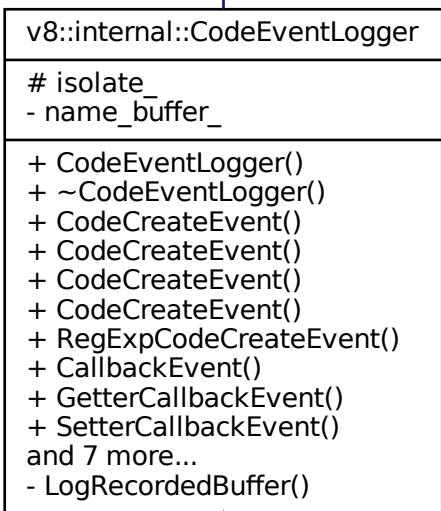 v8::internal::CodeEventLogger
# isolate_
- name_buffer_
+ CodeEventLogger()
+ ~CodeEventLogger()
+ CodeCreateEvent()
+ CodeCreateEvent()
+ CodeCreateEvent()
+ CodeCreateEvent()
+ RegExpCodeCreateEvent()
+ CallbackEvent()
+ GetterCallbackEvent()
+ SetterCallbackEvent()
and 7 more...
- LogRecordedBuffer()